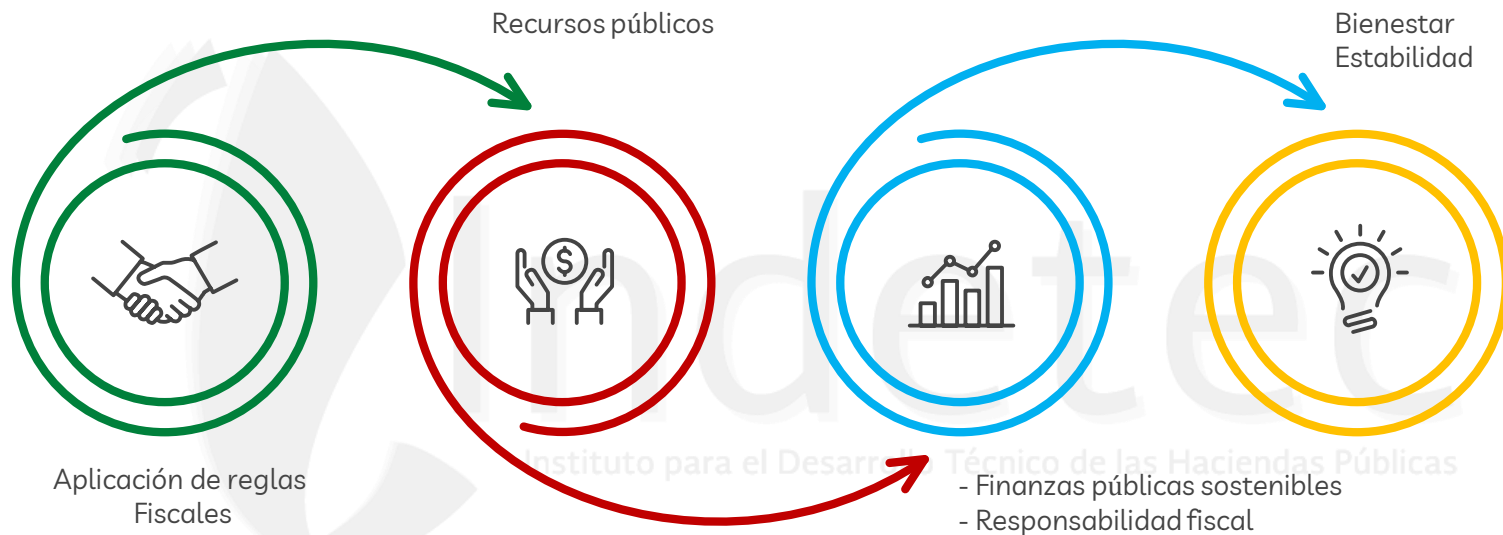 Recursos públicos
Bienestar
Estabilidad
$
Indetec
Instituto para el Desarrollo Técnico de las Haciendas Públicas
Aplicación de reglas
Fiscales
- Finanzas públicas sostenibles
- Responsabilidad fiscal